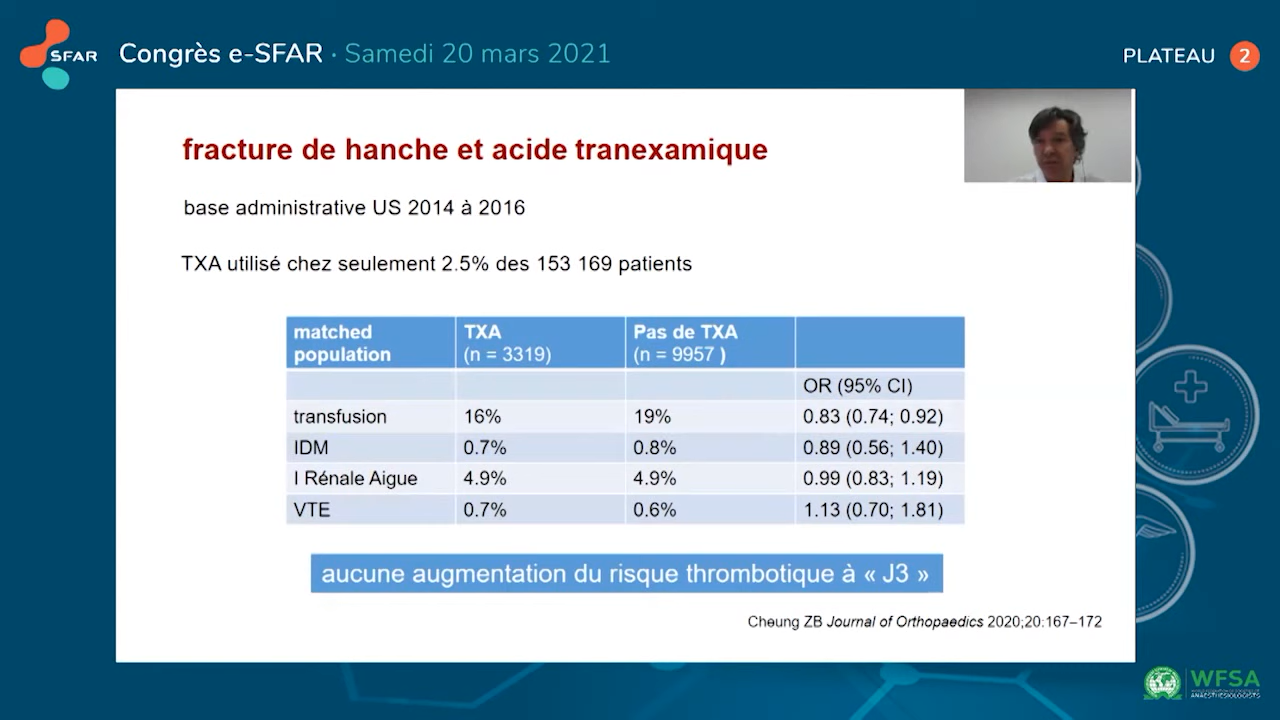 SFAR
Congrès e-SFAR · Samedi 20 mars 2021
PLATEAU 2
fracture de hanche et acide tranexamique
base administrative US 2014 à 2016
TXA utilisé chez seulement 2.5% des 153 169 patients
matched population TXA (n = 3319) Pas de TXA (n = 9957 )
OR (95% CI)
transfusion 16% 19% 0.83 (0.74; 0.92)
IDM 0.7% 0.8% 0.89 (0.56; 1.40)
I Rénale Aigue 4.9% 4.9% 0.99 (0.83; 1.19)
VTE 0.7% 0.6% 1.13 (0.70; 1.81)
aucune augmentation du risque thrombotique à « J3 »
Cheung ZB Journal of Orthopaedics 2020;20:167–172
WFSA
ANAESTHESIOLOGISTS